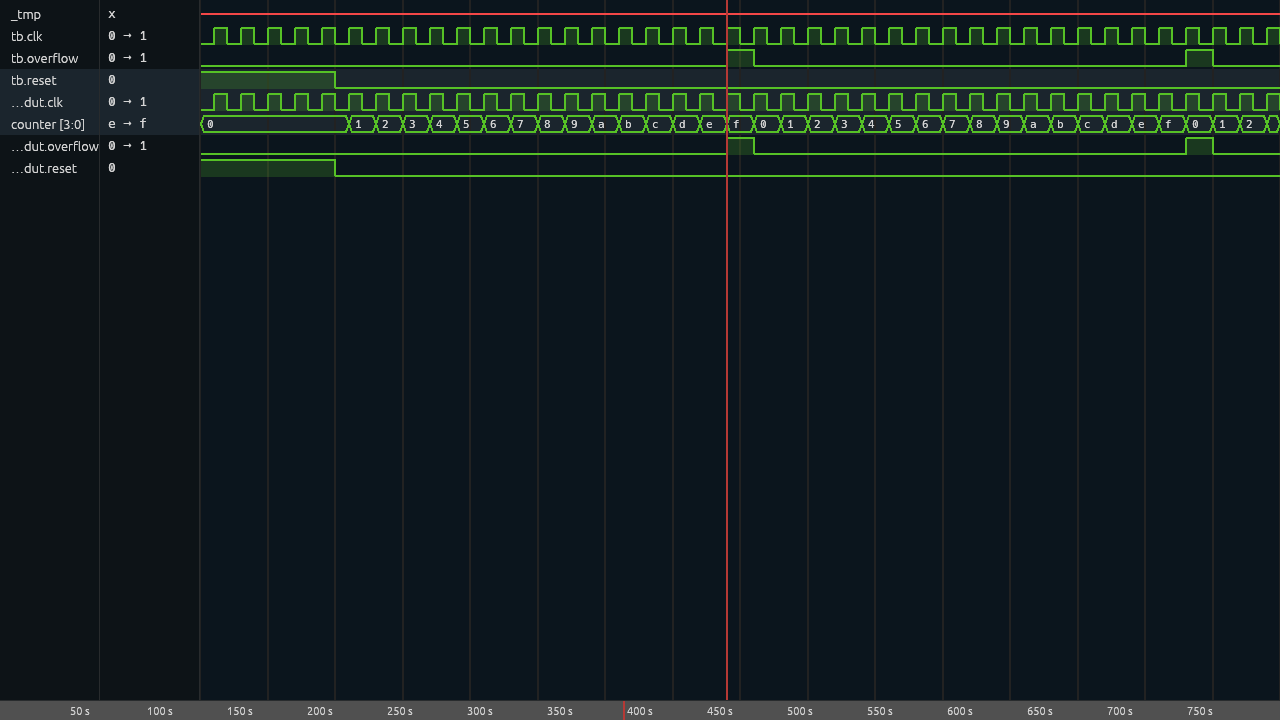 _tmp x
tb.clk 0 → 1
tb.overflow 0 → 1
tb.reset 0
...dut.clk 0 → 1
counter [3:0] e → f 0 1 2 3 4 5 6 7 8 9 a b c d e f 0 1 2 3 4 5 6 7 8 9 a b c d e f 0 1 2
...dut.overflow 0 → 1
...dut.reset 0
50 s 100 s 150 s 200 s 250 s 300 s 350 s 400 s 450 s 500 s 550 s 600 s 650 s 700 s 750 s